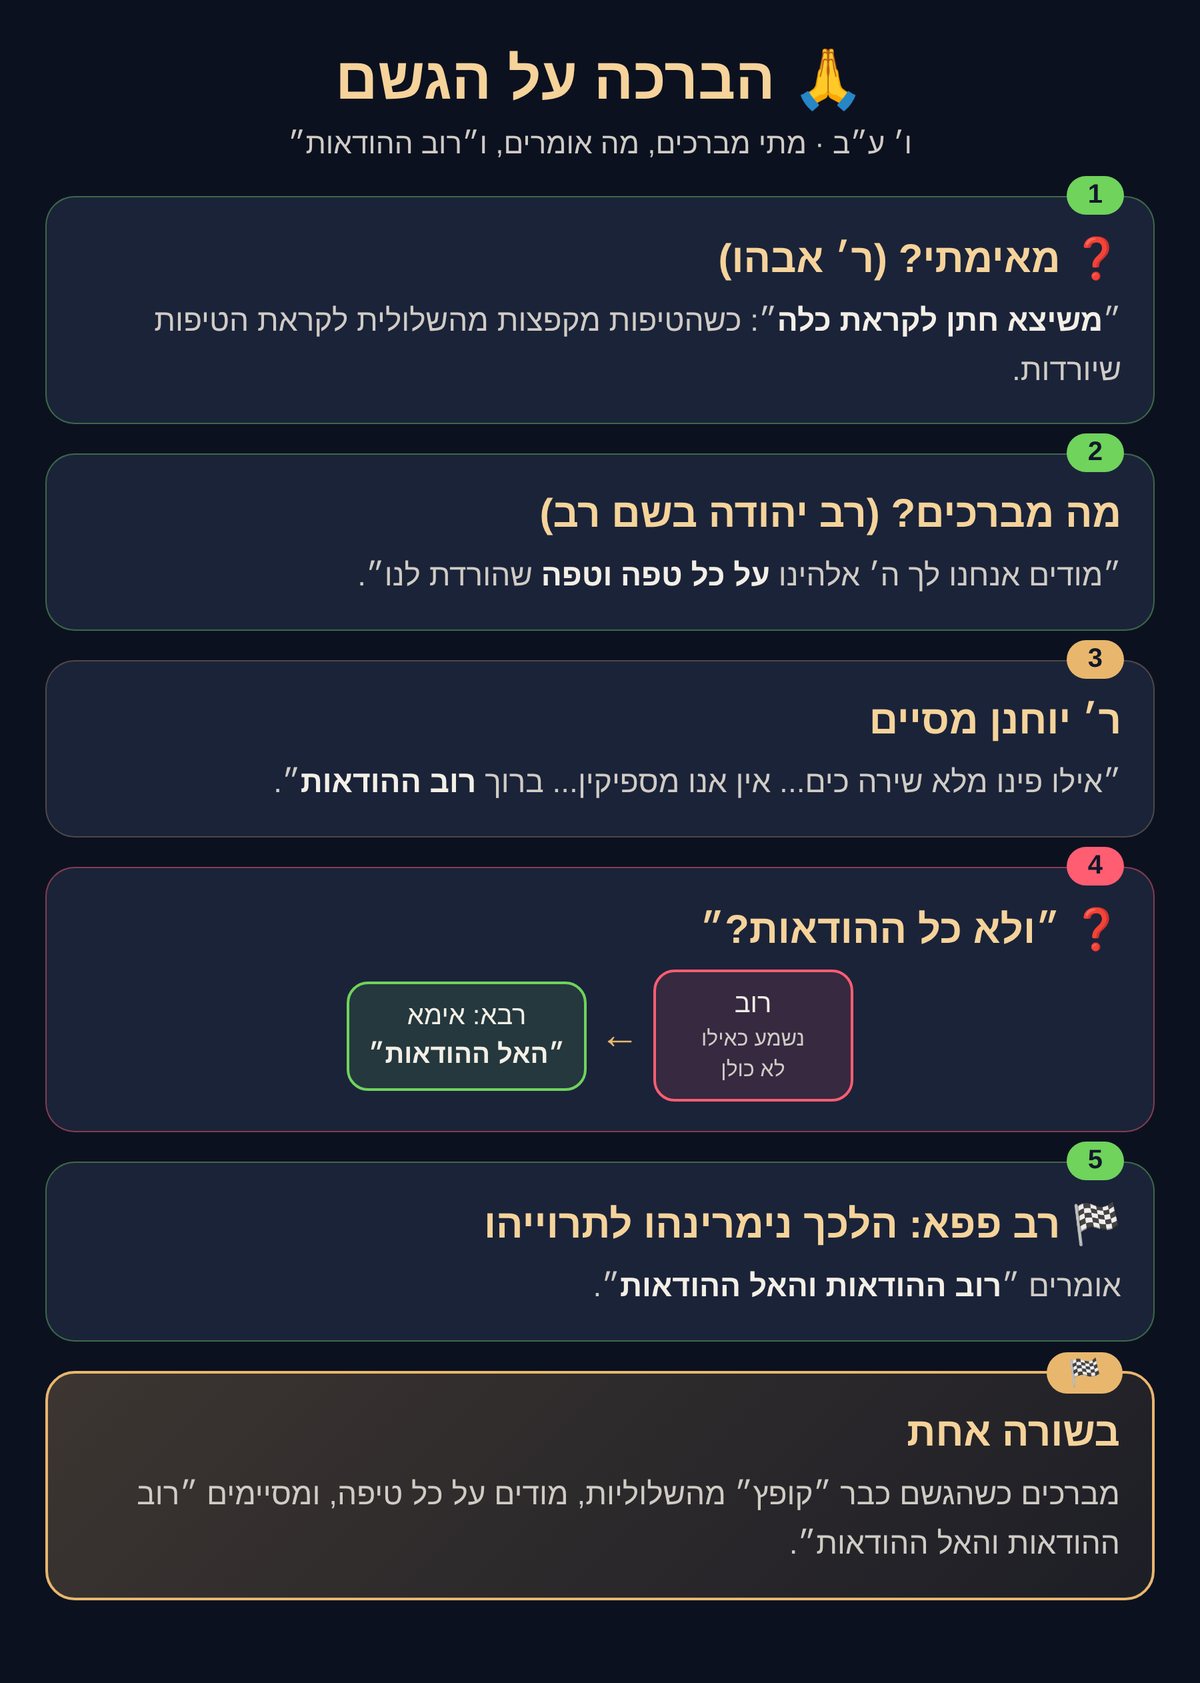 🙏 הברכה על הגשם
ו׳ ע״ב · מתי מברכים, מה אומרים, ו״רוב ההודאות״
1
❓ מאימתי? (ר׳ אבהו)
״משיצא חתן לקראת כלה״: כשהטיפות מקפצות מהשלולית לקראת הטיפות
שיורדות.
2
מה מברכים? (רב יהודה בשם רב)
״מודים אנחנו לך ה׳ אלהינו על כל טפה וטפה שהורדת לנו״.
3
ר׳ יוחנן מסיים
״אילו פינו מלא שירה כים... אין אנו מספיקין... ברוך רוב ההודאות״.
4
❓ ״ולא כל ההודאות?״
רוב
נשמע כאילו
לא כולן
←
רבא: אימא
״האל ההודאות״
5
🏁 רב פפא: הלכך נימרינהו לתרוייהו
אומרים ״רוב ההודאות והאל ההודאות״.
🏁
בשורה אחת
מברכים כשהגשם כבר ״קופץ״ מהשלוליות, מודים על כל טיפה, ומסיימים ״רוב
ההודאות והאל ההודאות״.